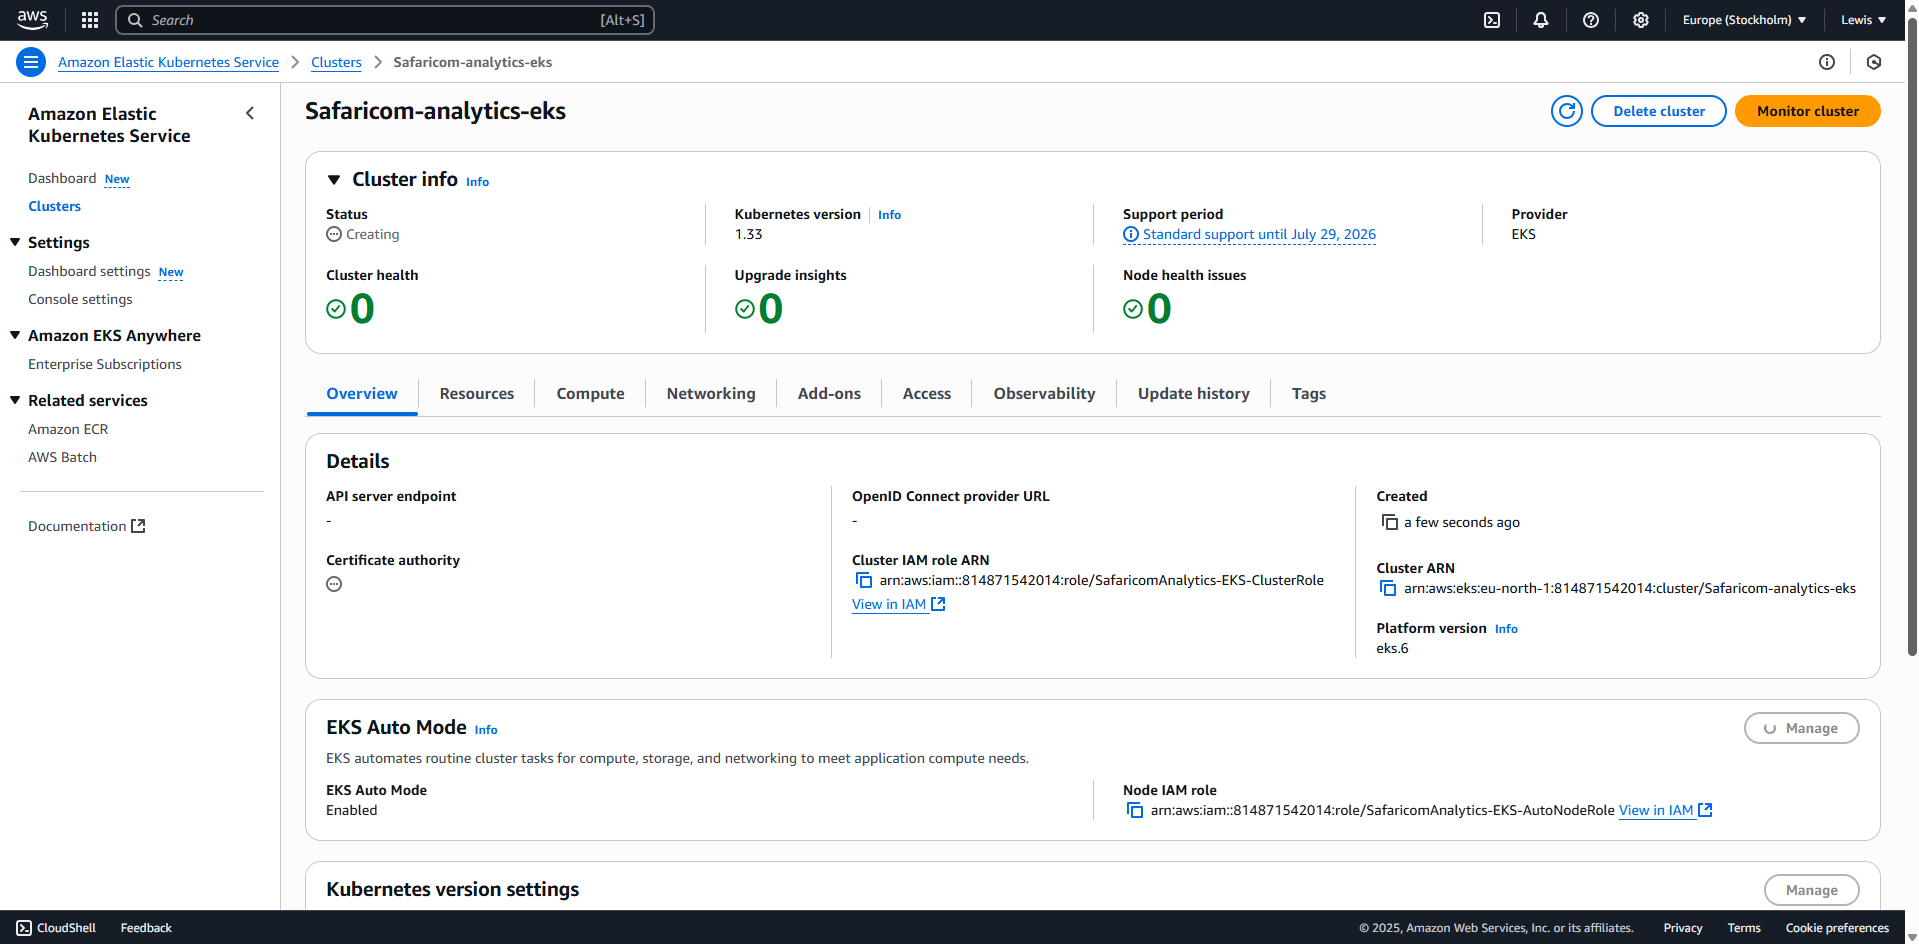 aws
Search [Alt+S]
Europe (Stockholm)
Lewis
Amazon Elastic Kubernetes Service
Clusters
Safaricom-analytics-eks
Amazon Elastic
Kubernetes Service
Dashboard New
Clusters
Settings
Dashboard settings New
Console settings
Amazon EKS Anywhere
Enterprise Subscriptions
Related services
Amazon ECR
AWS Batch
Documentation
Safaricom-analytics-eks
Delete cluster
Monitor cluster
Cluster info Info
Status
Creating
Kubernetes version Info
1.33
Support period
Standard support until July 29, 2026
Provider
EKS
Cluster health
0
Upgrade insights
0
Node health issues
0
Overview
Resources
Compute
Networking
Add-ons
Access
Observability
Update history
Tags
Details
API server endpoint
-
Certificate authority
OpenID Connect provider URL
-
Cluster IAM role ARN
arn:aws:iam::814871542014:role/SafaricomAnalytics-EKS-ClusterRole
View in IAM
Created
a few seconds ago
Cluster ARN
arn:aws:eks:eu-north-1:814871542014:cluster/Safaricom-analytics-eks
Platform version Info
eks.6
EKS Auto Mode Info
Manage
EKS automates routine cluster tasks for compute, storage, and networking to meet application compute needs.
EKS Auto Mode
Enabled
Node IAM role
arn:aws:iam::814871542014:role/SafaricomAnalytics-EKS-AutoNodeRole View in IAM
Kubernetes version settings
Manage
CloudShell
Feedback
© 2025, Amazon Web Services, Inc. or its affiliates.
Privacy
Terms
Cookie preferences